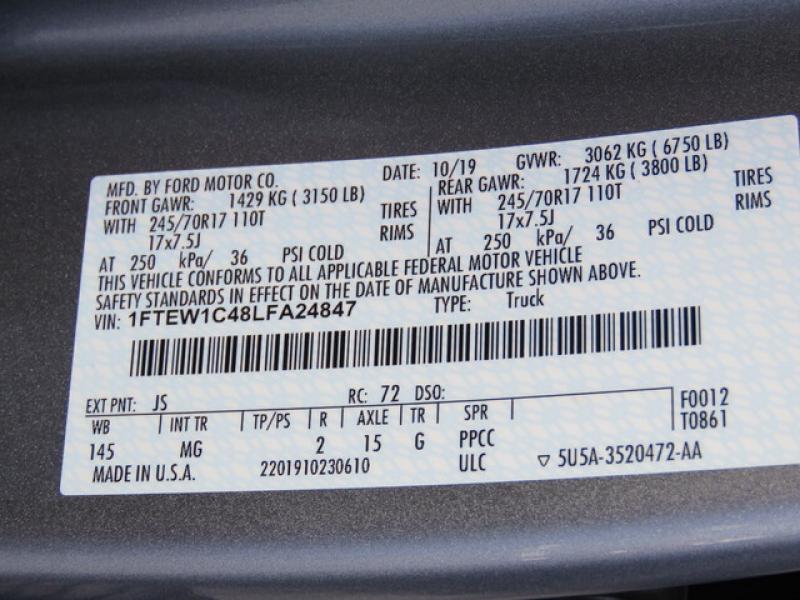 MFD. BY FORD MOTOR CO. DATE: 10/19 GVWR: 3062 KG ( 6750 LB)
FRONT GAWR: 1429 KG ( 3150 LB) REAR GAWR: 1724 KG ( 3800 LB)
WITH 245/70R17 110T TIRES WITH 245/70R17 110T TIRES
17x7.5J RIMS 17x7.5J RIMS
AT 250 kPa/ 36 PSI COLD AT 250 kPa/ 36 PSI COLD
THIS VEHICLE CONFORMS TO ALL APPLICABLE FEDERAL MOTOR VEHICLE
SAFETY STANDARDS IN EFFECT ON THE DATE OF MANUFACTURE SHOWN ABOVE.
VIN: 1FTEW1C48LFA24847 TYPE: Truck
EXT PNT: JS RC: 72 DSO:
WB INT TR TP/PS R AXLE TR SPR F0012
T0861
145 MG 2 15 G PPCC
MADE IN U.S.A. 2201910230610 ULC ▽ 5U5A-3520472-AA